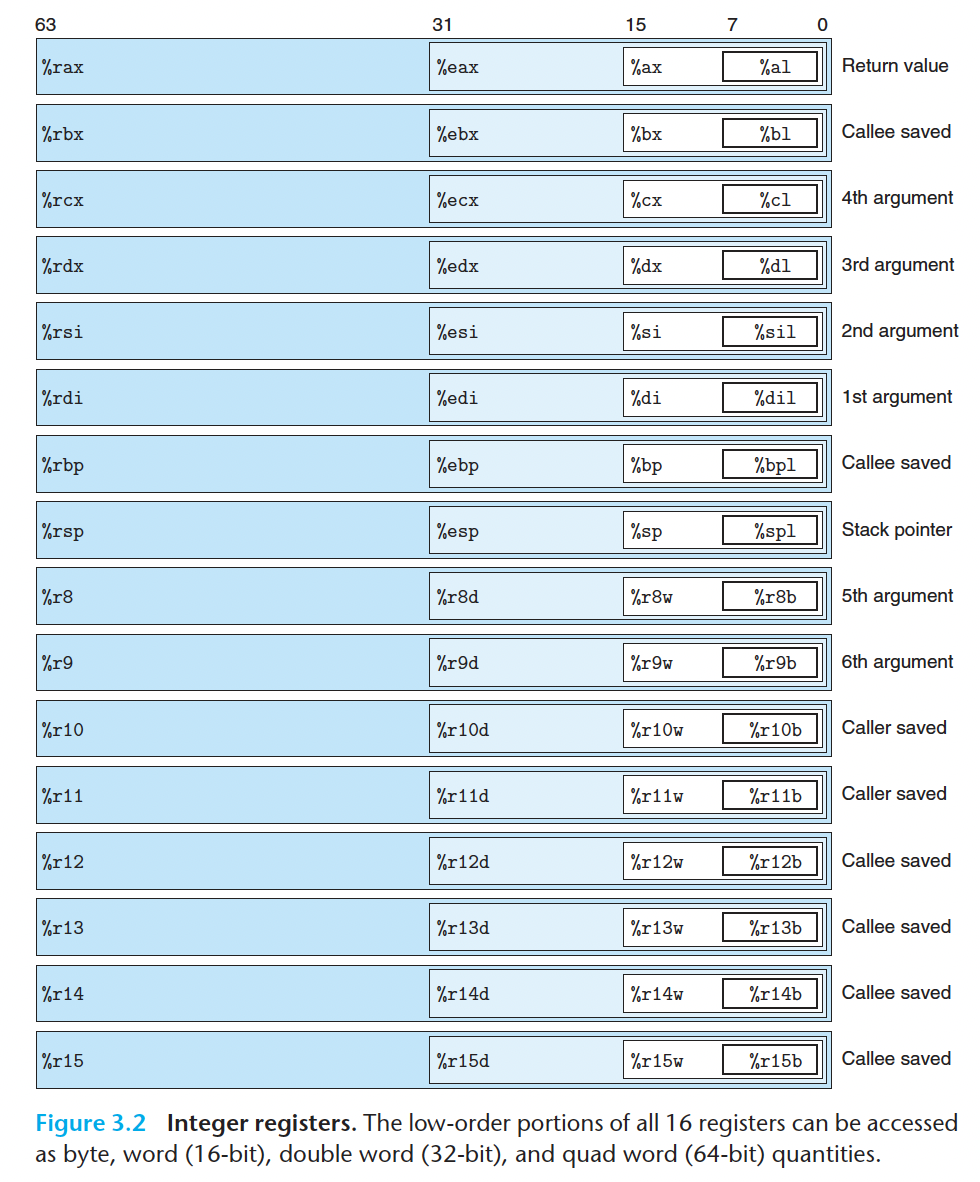 63 31 15 7 0
%rax %eax %ax %al Return value
%rbx %ebx %bx %bl Callee saved
%rcx %ecx %cx %cl 4th argument
%rdx %edx %dx %dl 3rd argument
%rsi %esi %si %sil 2nd argument
%rdi %edi %di %dil 1st argument
%rbp %ebp %bp %bpl Callee saved
%rsp %esp %sp %spl Stack pointer
%r8 %r8d %r8w %r8b 5th argument
%r9 %r9d %r9w %r9b 6th argument
%r10 %r10d %r10w %r10b Caller saved
%r11 %r11d %r11w %r11b Caller saved
%r12 %r12d %r12w %r12b Callee saved
%r13 %r13d %r13w %r13b Callee saved
%r14 %r14d %r14w %r14b Callee saved
%r15 %r15d %r15w %r15b Callee saved
Figure 3.2 Integer registers. The low-order portions of all 16 registers can be accessed
as byte, word (16-bit), double word (32-bit), and quad word (64-bit) quantities.